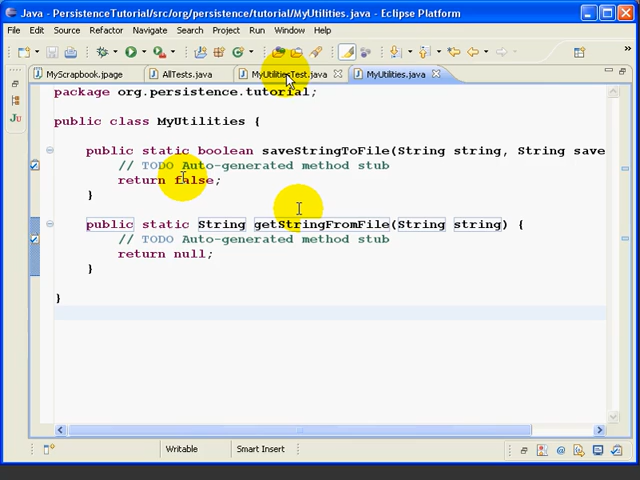 Java - PersistenceTutorial/src/org/persistence/tutorial/MyUtilities.java - Eclipse Platform
File Edit Source Refactor Navigate Search Project Run Window Help
MyScrapbook.jpage AllTests.java MyUtilitiesTest.java MyUtilities.java
package org.persistence.tutorial;
public class MyUtilities {
public static boolean saveStringToFile(String string, String save
// TODO Auto-generated method stub
return false;
}
public static String getStringFromFile(String string) {
// TODO Auto-generated method stub
return null;
}
}
Writable Smart Insert